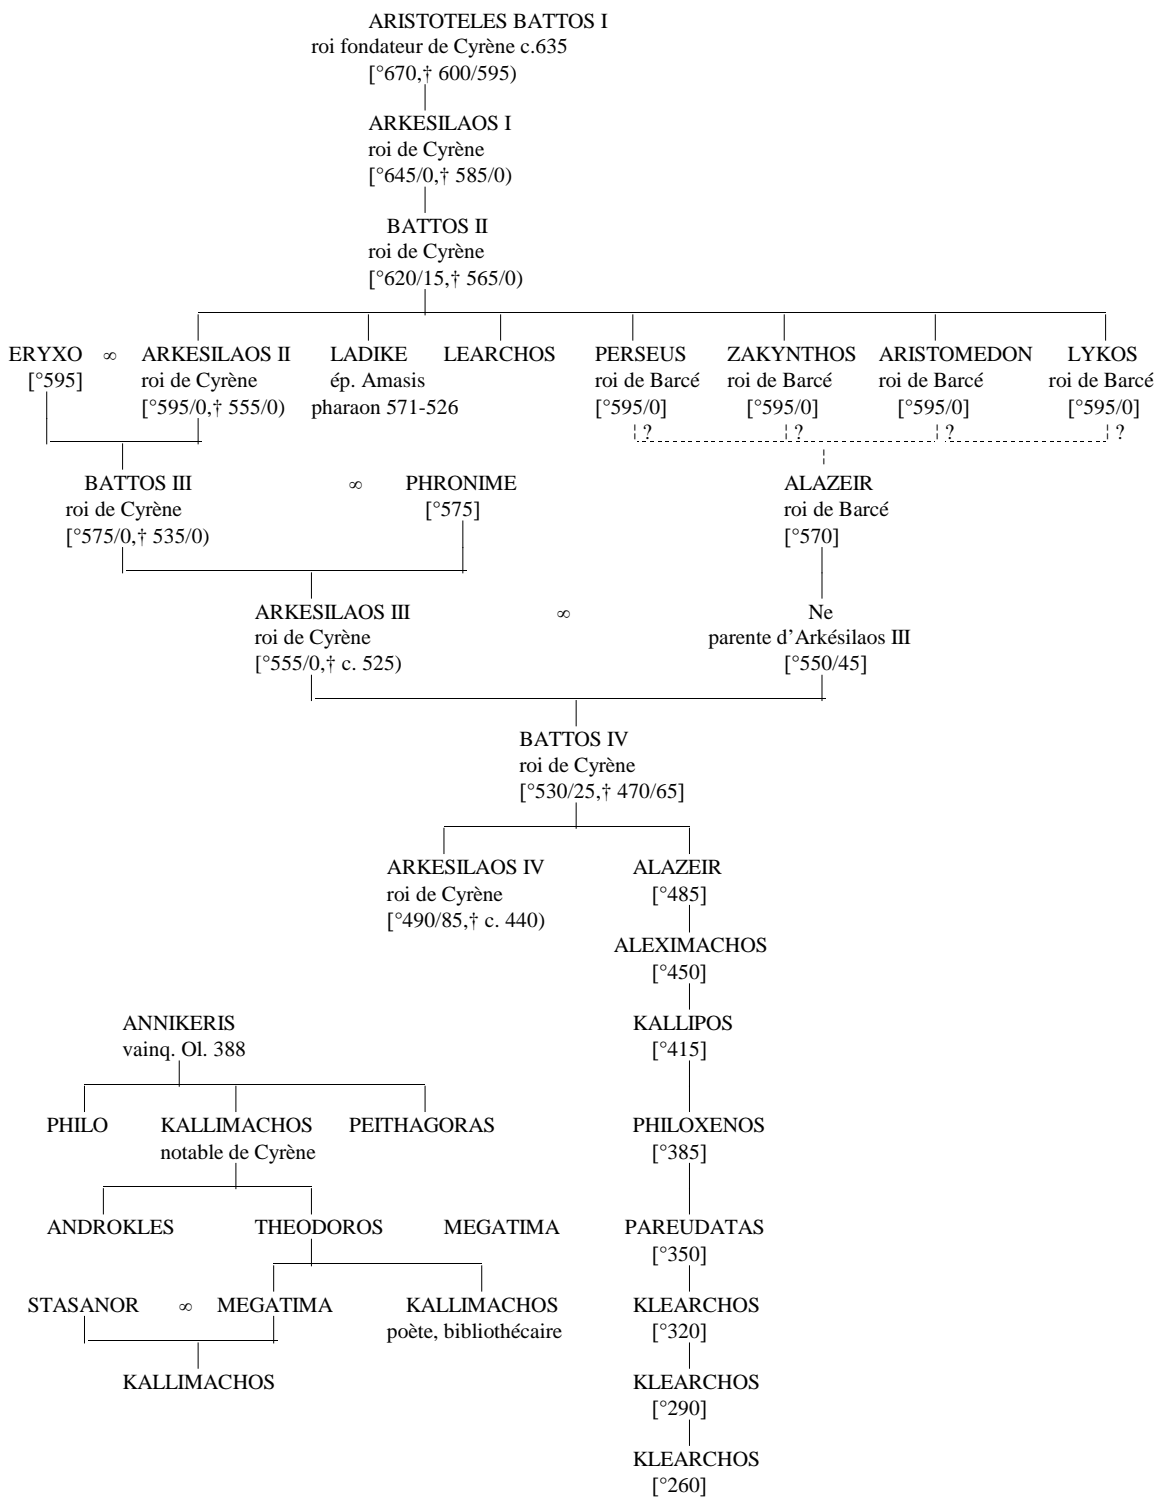 ARISTOTELES BATTOS I
roi fondateur de Cyrène c.635
[°670,† 600/595)
ARKESILAOS I
roi de Cyrène
[°645/0,† 585/0)
BATTOS II
roi de Cyrène
[°620/15,† 565/0)
ERYXO ∞ ARKESILAOS II LADIKE LEARCHOS PERSEUS ZAKYNTHOS ARISTOMEDON LYKOS
[°595] roi de Cyrène ép. Amasis roi de Barcé roi de Barcé roi de Barcé roi de Barcé
[°595/0,† 555/0) pharaon 571-526 [°595/0] [°595/0] [°595/0] [°595/0]
? ? ? ?
BATTOS III ∞ PHRONIME ALAZEIR
roi de Cyrène [°575] roi de Barcé
[°575/0,† 535/0) [°570]
ARKESILAOS III ∞ Ne
roi de Cyrène parente d’Arkésilaos III
[°555/0,† c. 525) [°550/45]
BATTOS IV
roi de Cyrène
[°530/25,† 470/65]
ARKESILAOS IV ALAZEIR
roi de Cyrène [°485]
[°490/85,† c. 440)
ALEXIMACHOS
[°450]
ANNIKERIS KALLIPOS
vainq. Ol. 388 [°415]
PHILO KALLIMACHOS PEITHAGORAS PHILOXENOS
notable de Cyrène [°385]
ANDROKLES THEODOROS MEGATIMA PAREUDATAS
[°350]
STASANOR ∞ MEGATIMA KALLIMACHOS KLEARCHOS
poète, bibliothécaire [°320]
KALLIMACHOS KLEARCHOS
[°290]
KLEARCHOS
[°260]